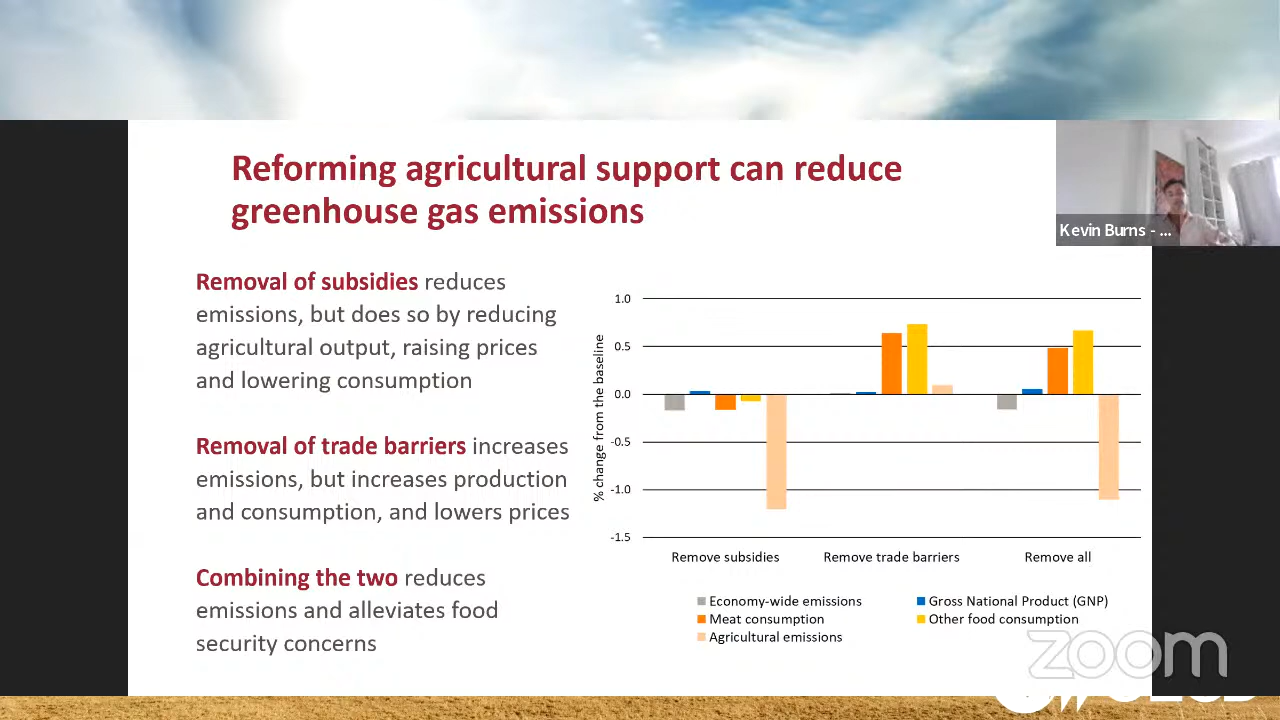 Reforming agricultural support can reduce
greenhouse gas emissions
Kevin Burns - ...
Removal of subsidies reduces
emissions, but does so by reducing
agricultural output, raising prices
and lowering consumption
Removal of trade barriers increases
emissions, but increases production
and consumption, and lowers prices
Combining the two reduces
emissions and alleviates food
security concerns
% change from the baseline
1.0
0.5
0.0
-0.5
-1.0
-1.5
Remove subsidies
Remove trade barriers
Remove all
Economy-wide emissions
Gross National Product (GNP)
Meat consumption
Other food consumption
Agricultural emissions
zoom